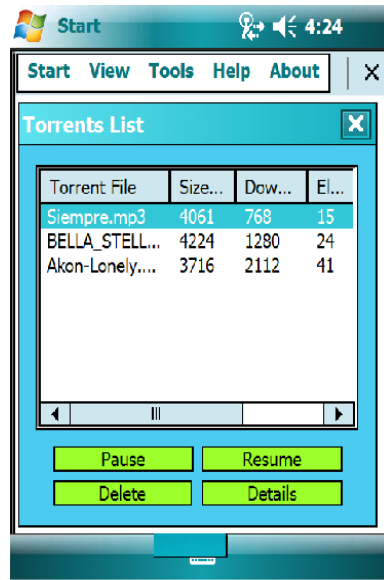 Start 4:24
Start View Tools Help About X
Torrents List X
Torrent File Size... Dow... El...
Siempre.mp3 4061 768 15
BELLA_STELL... 4224 1280 24
Akon-Lonely.... 3716 2112 41
Pause Resume
Delete Details